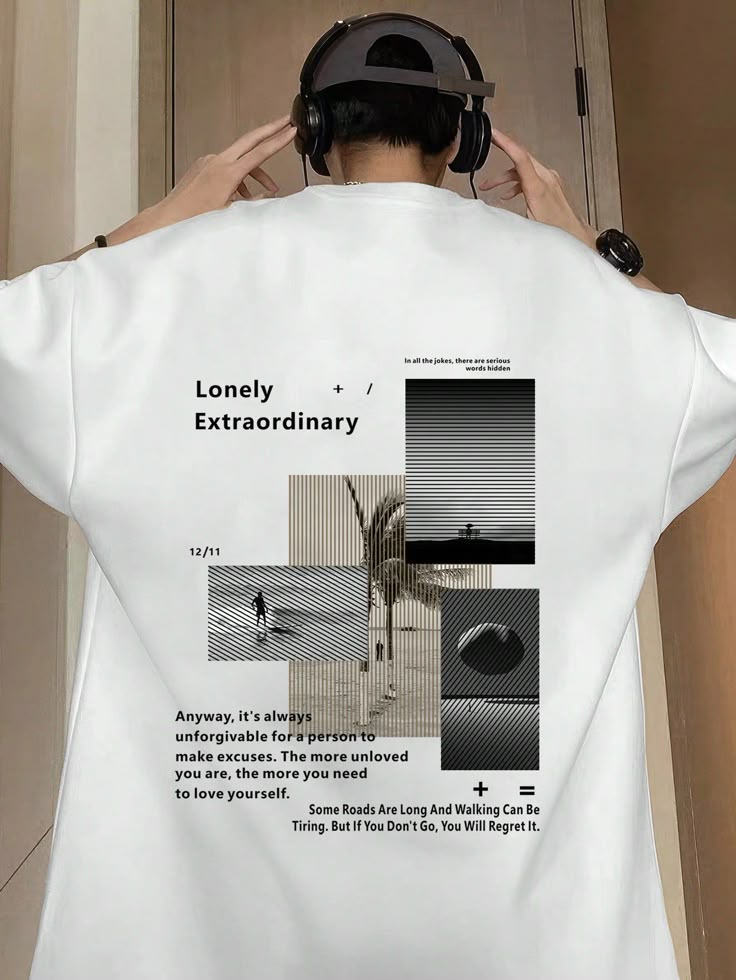 In all the jokes, there are serious
words hidden
Lonely + /
Extraordinary
12/11
Anyway, it's always
unforgivable for a person to
make excuses. The more unloved
you are, the more you need
to love yourself.
+ =
Some Roads Are Long And Walking Can Be
Tiring. But If You Don't Go, You Will Regret It.